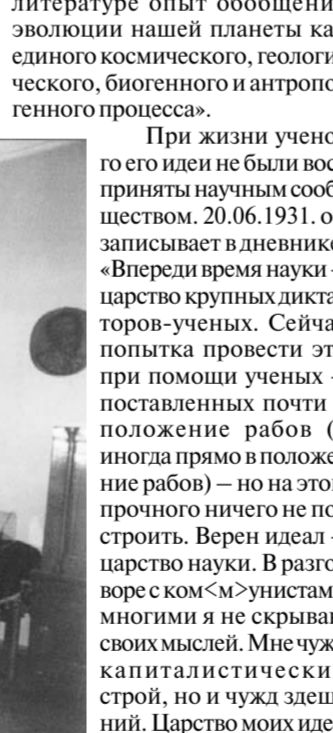 литературе опыт обобщени
эволюции нашей планеты ка
единого космического, геологи
ческого, биогенного и антропо
генного процесса».
При жизни учено
го его идеи не были вос
приняты научным сооб
ществом. 20.06.1931. о
записывает в дневнике
«Впереди время науки -
царство крупных дикта
торов-ученых. Сейча
попытка провести эт
при помощи ученых -
поставленных почти
положение рабов (
иногда прямо в положе
ние рабов) – но на это
прочного ничего не по
строить. Верен идеал -
царство науки. В разго
воре с ком<м>унистам
многими я не скрыва
своих мыслей. Мне чуж
капиталистически
строй, но и чужд здеш
ний. Царство моих иде